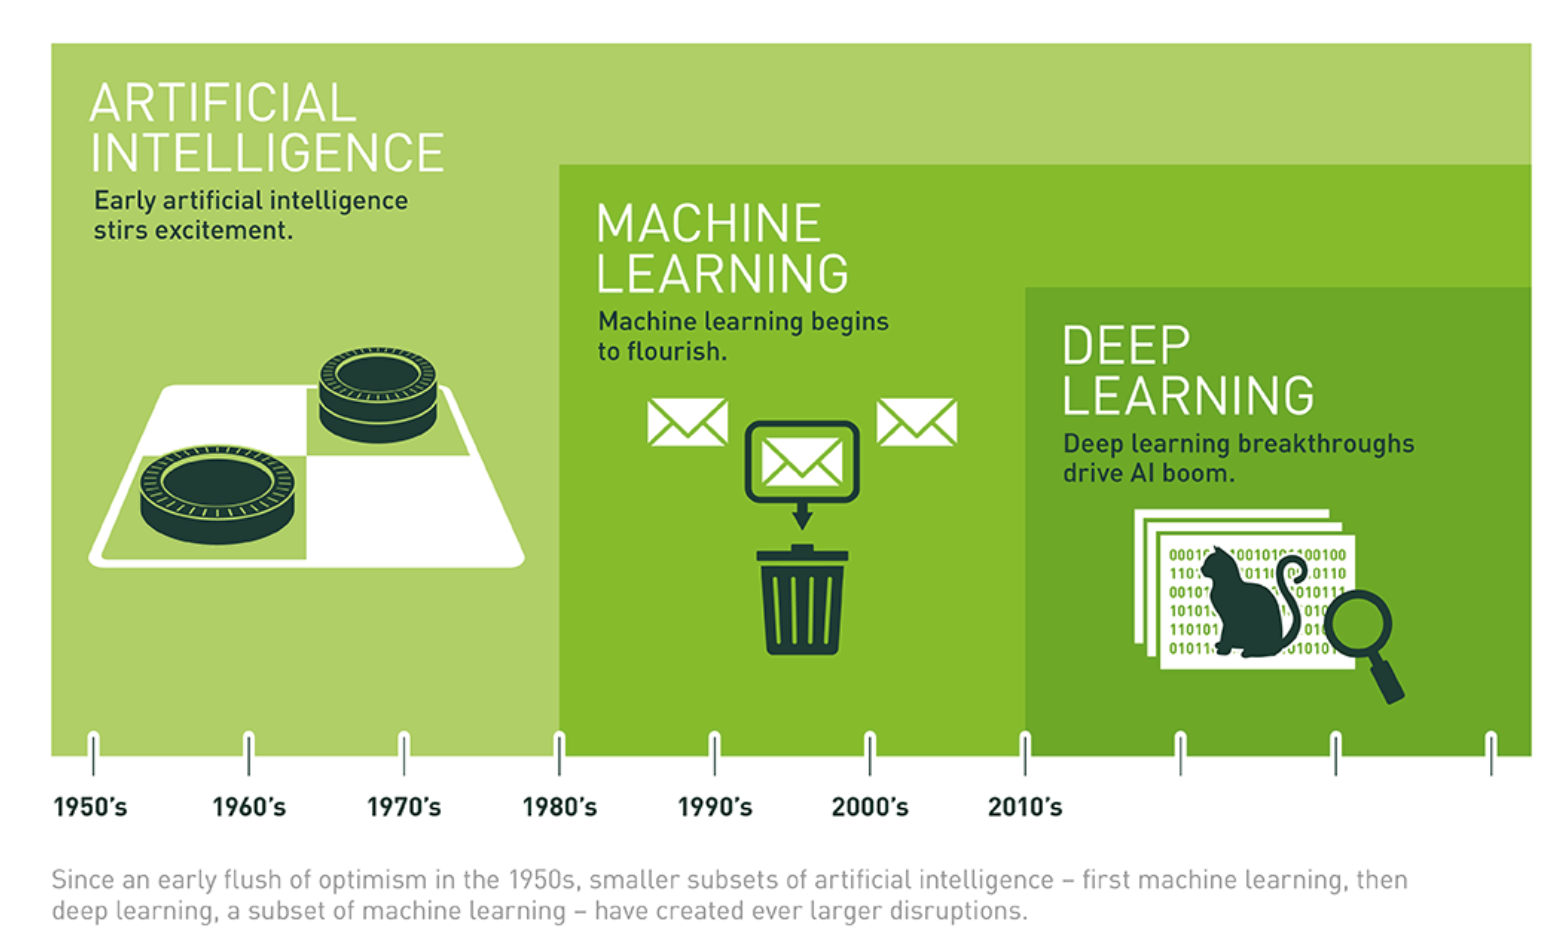 ARTIFICIAL
INTELLIGENCE
Early artificial intelligence
stirs excitement.
MACHINE
LEARNING
Machine learning begins
to flourish.
DEEP
LEARNING
Deep learning breakthroughs
drive AI boom.
1950's
1960's
1970's
1980's
1990's
2000's
2010's
Since an early flush of optimism in the 1950s, smaller subsets of artificial intelligence – first machine learning, then
deep learning, a subset of machine learning – have created ever larger disruptions.